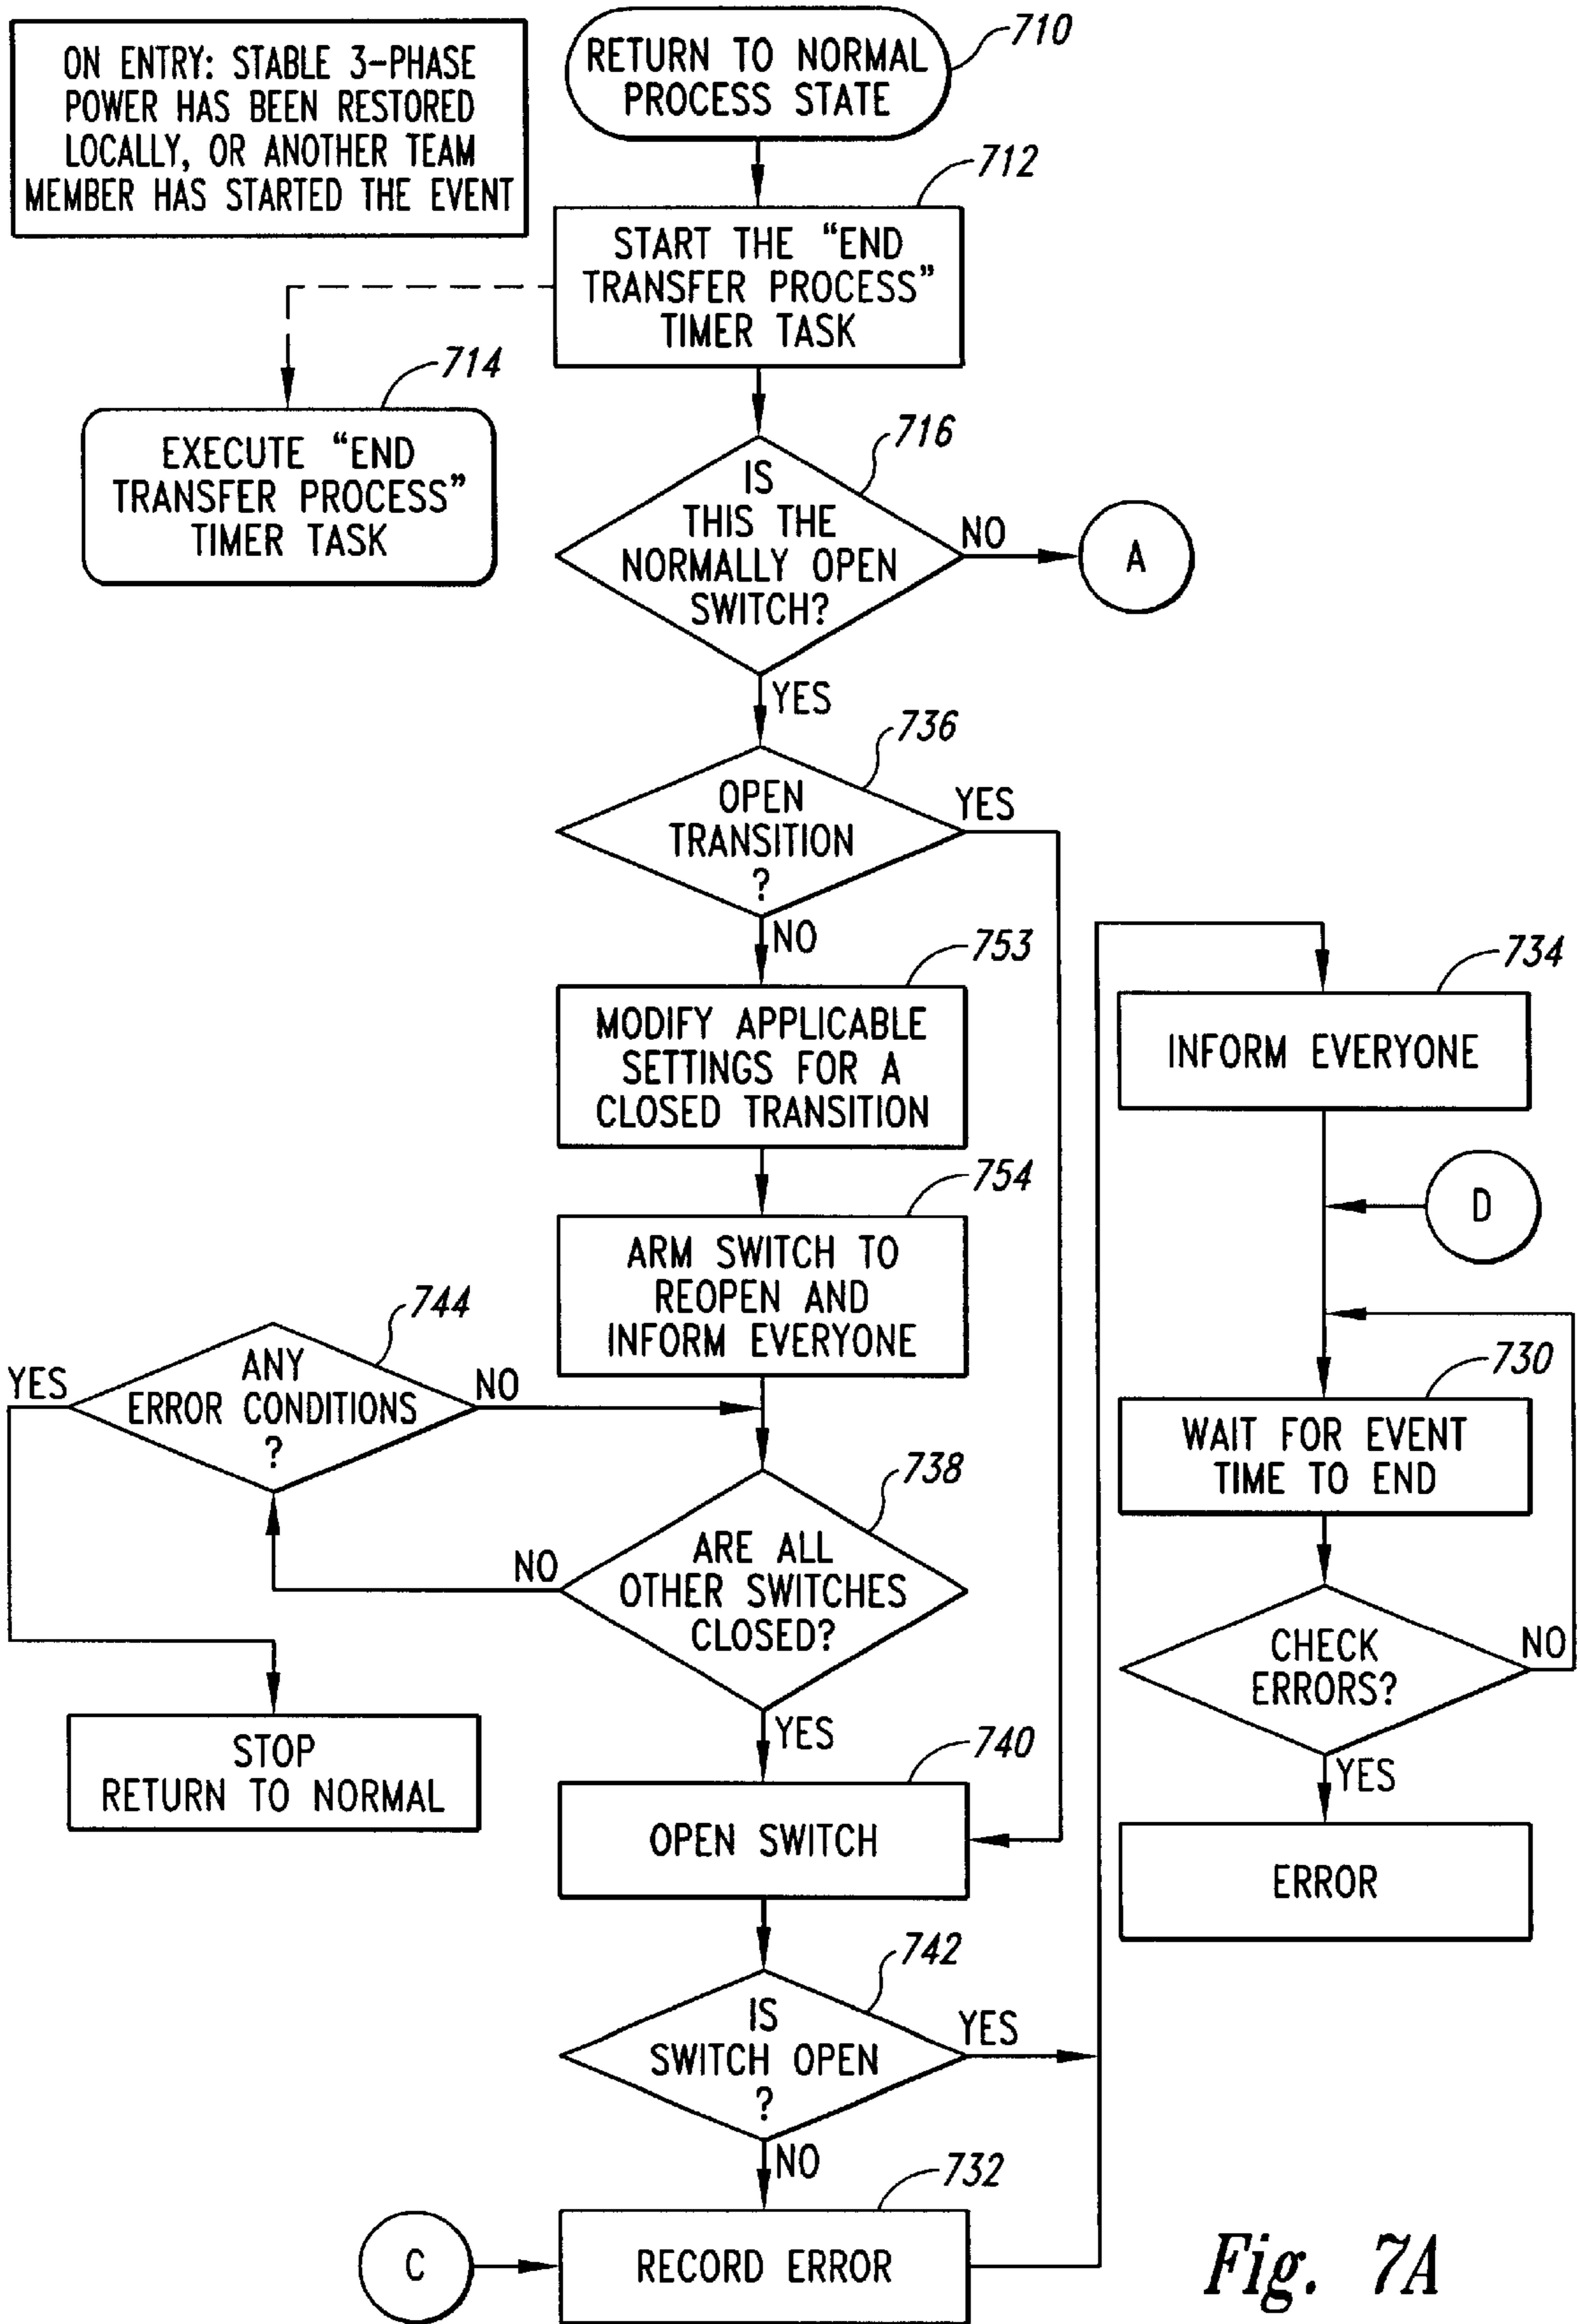 ON ENTRY: STABLE 3-PHASE
POWER HAS BEEN RESTORED
LOCALLY, OR ANOTHER TEAM
MEMBER HAS STARTED THE EVENT
RETURN TO NORMAL
PROCESS STATE
710
712
START THE “END
TRANSFER PROCESS”
TIMER TASK
714
EXECUTE “END
TRANSFER PROCESS”
TIMER TASK
716
IS
THIS THE
NORMALLY OPEN
SWITCH?
NO
A
YES
736
OPEN
TRANSITION
?
YES
NO
753
MODIFY APPLICABLE
SETTINGS FOR A
CLOSED TRANSITION
754
ARM SWITCH TO
REOPEN AND
INFORM EVERYONE
744
ANY
ERROR CONDITIONS
?
YES
NO
738
ARE ALL
OTHER SWITCHES
CLOSED?
NO
YES
STOP
RETURN TO NORMAL
740
OPEN SWITCH
742
IS
SWITCH OPEN
?
YES
NO
732
C
RECORD ERROR
734
INFORM EVERYONE
D
730
WAIT FOR EVENT
TIME TO END
CHECK
ERRORS?
NO
YES
ERROR
Fig. 7A